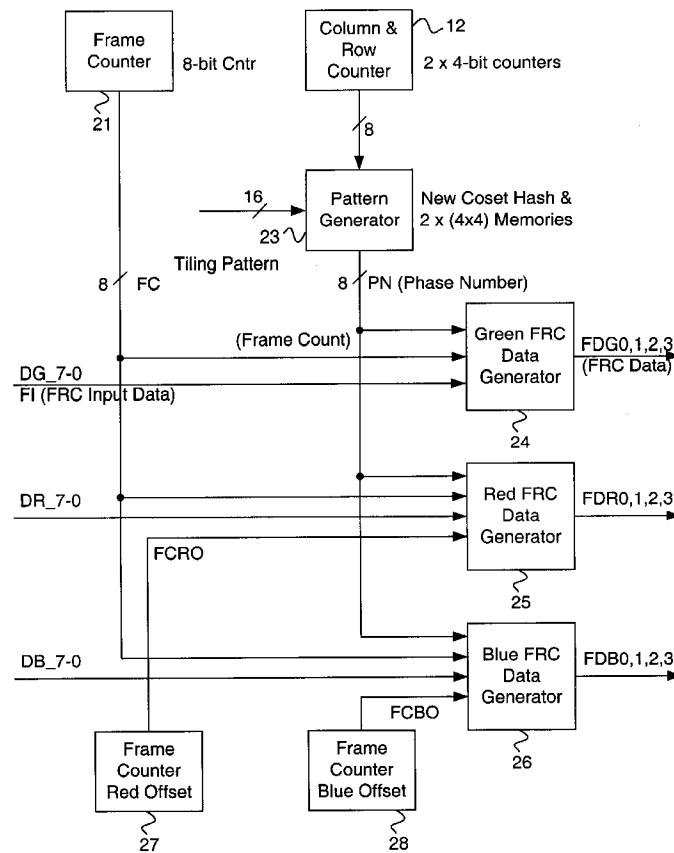 Frame
Counter
8-bit Cntr
21
Column &
Row
Counter
12
2 x 4-bit counters
8
16
Pattern
Generator
23
New Coset Hash &
2 x (4x4) Memories
Tiling Pattern
8
FC
8
PN (Phase Number)
(Frame Count)
DG_7-0
FI (FRC Input Data)
Green FRC
Data
Generator
FDG0,1,2,3
(FRC Data)
24
DR_7-0
FCRO
Red FRC
Data
Generator
FDR0,1,2,3
25
DB_7-0
FCBO
Blue FRC
Data
Generator
FDB0,1,2,3
26
Frame
Counter
Red Offset
27
Frame
Counter
Blue Offset
28